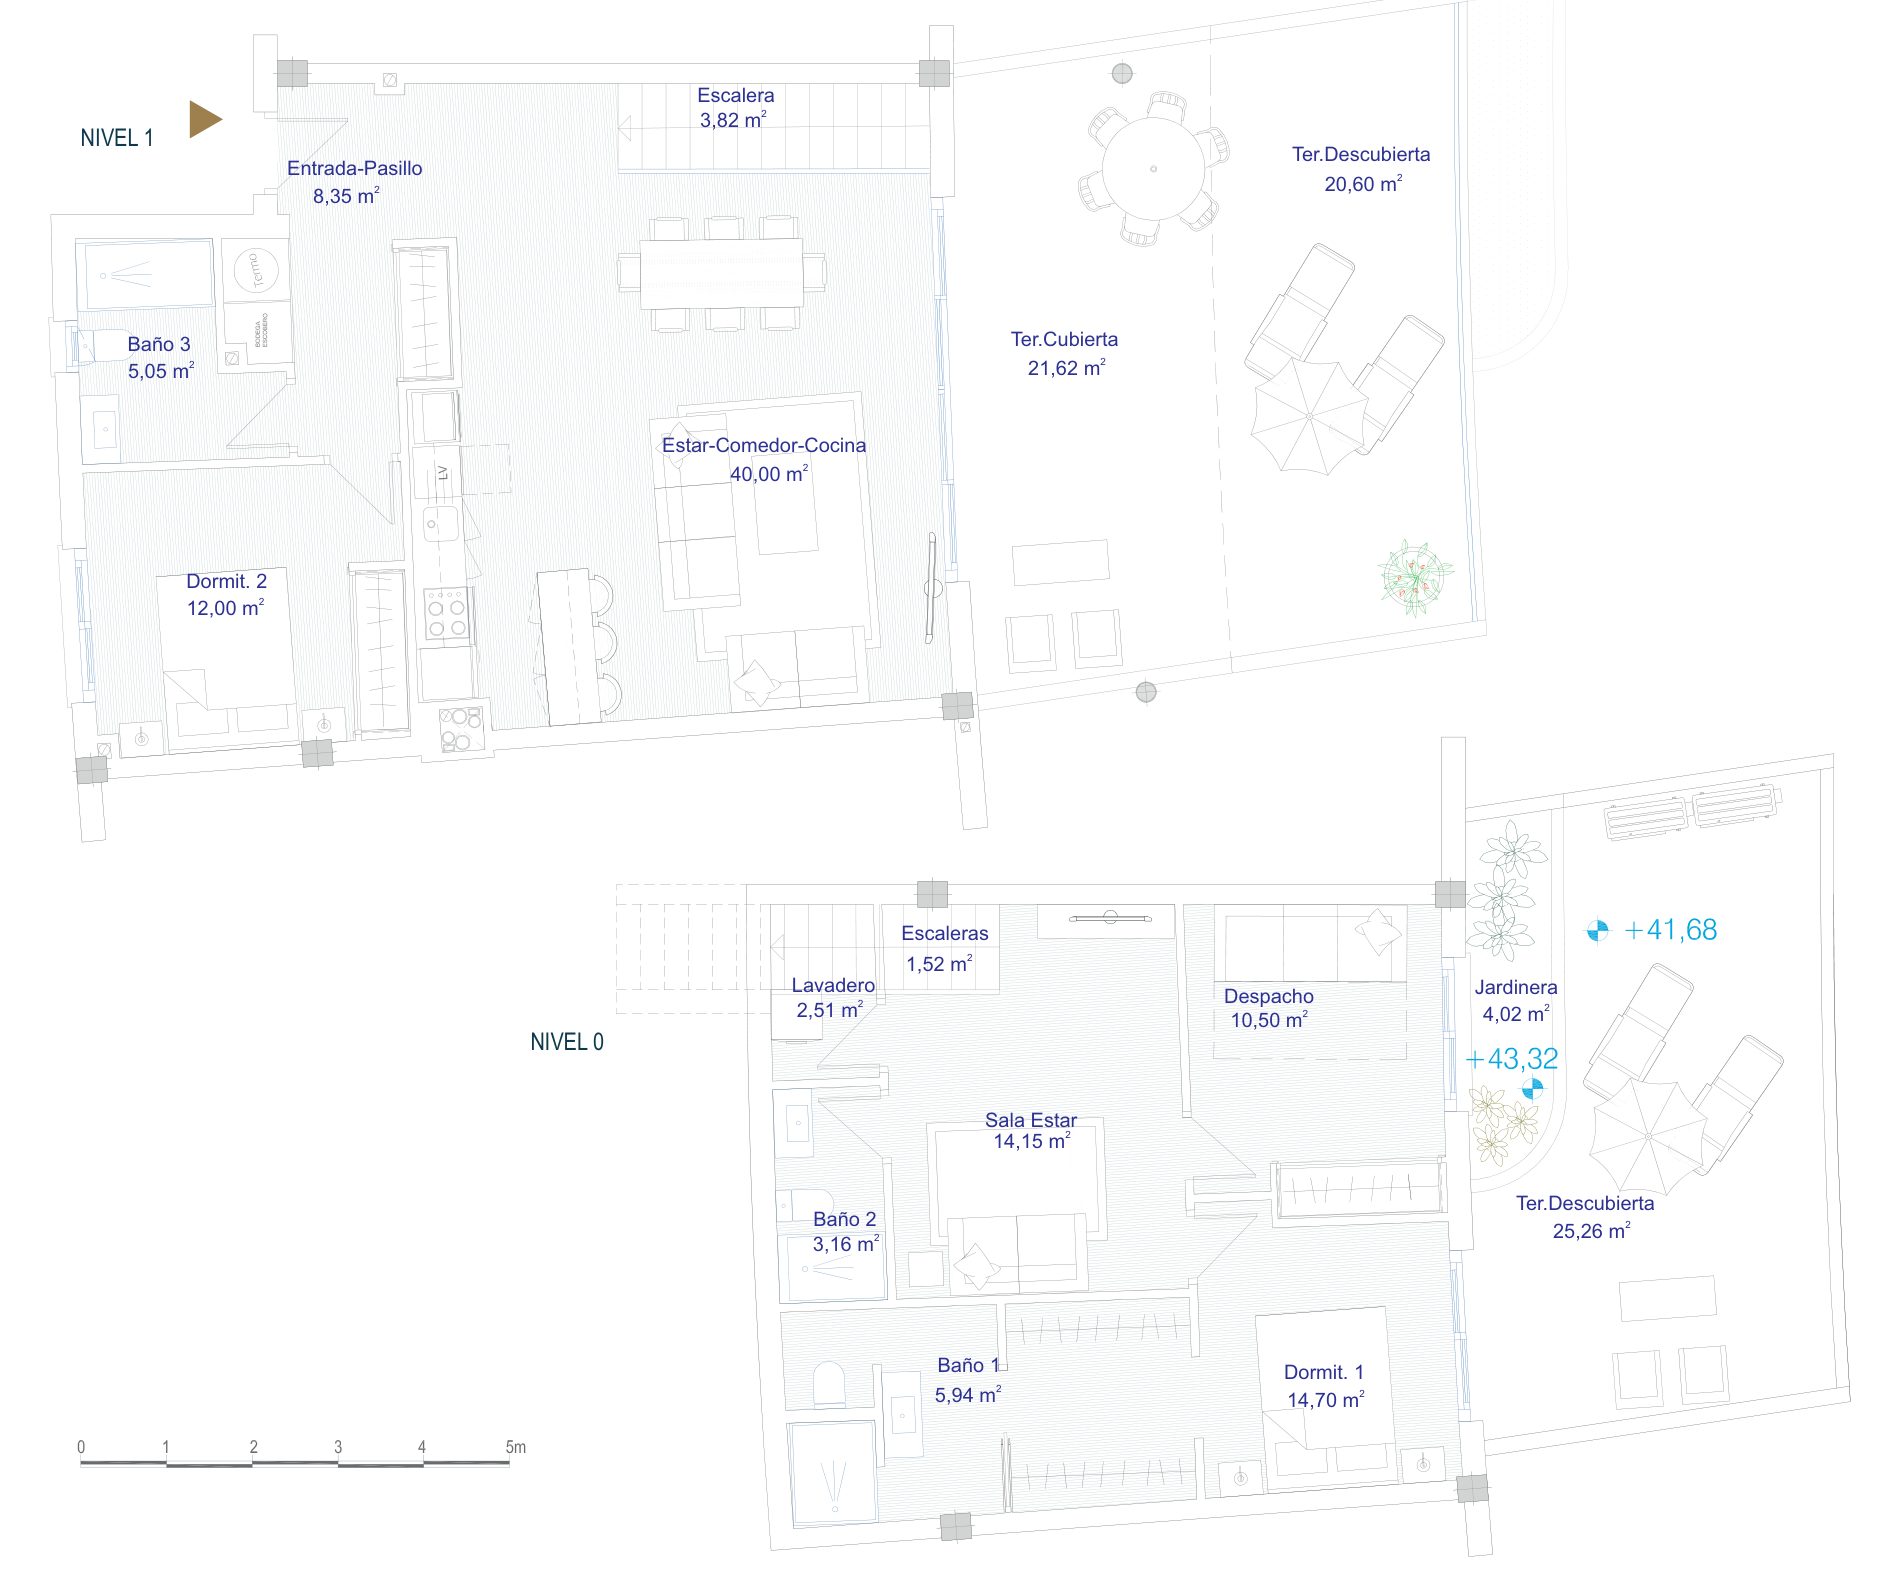 NIVEL 1
Escalera
3,82 m²
Entrada-Pasillo
8,35 m²
Ter.Descubierta
20,60 m²
Termo
BODEGA
ESCOBERO
Baño 3
5,05 m²
Ter.Cubierta
21,62 m²
Estar-Comedor-Cocina
40,00 m²
LV
Dormit. 2
12,00 m²
NIVEL 0
Escaleras
1,52 m²
Lavadero
2,51 m²
Despacho
10,50 m²
+41,68
Jardinera
4,02 m²
+43,32
Sala Estar
14,15 m²
Baño 2
3,16 m²
Ter.Descubierta
25,26 m²
Baño 1
5,94 m²
Dormit. 1
14,70 m²
0 1 2 3 4 5m